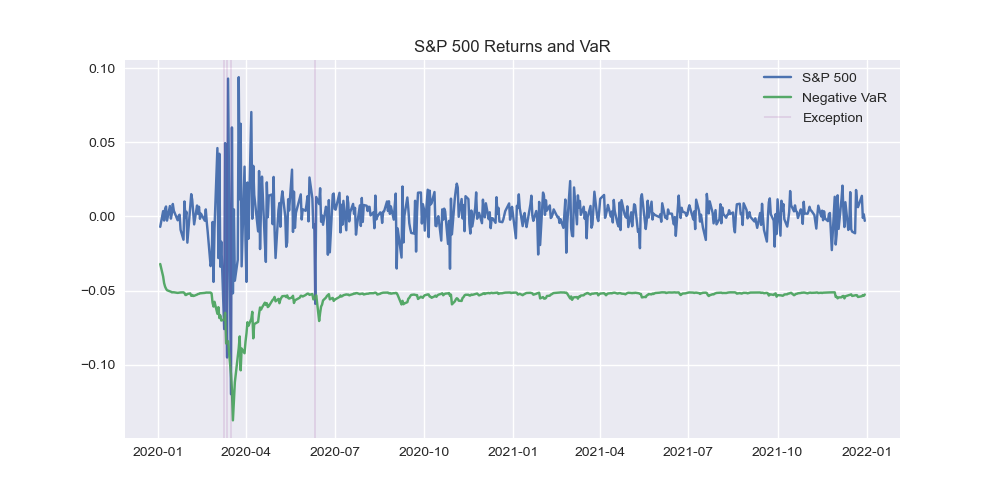 S&P 500 Returns and VaR
0.10
0.05
0.00
−0.05
−0.10
S&P 500
Negative VaR
Exception
2020-01 2020-04 2020-07 2020-10 2021-01 2021-04 2021-07 2021-10 2022-01